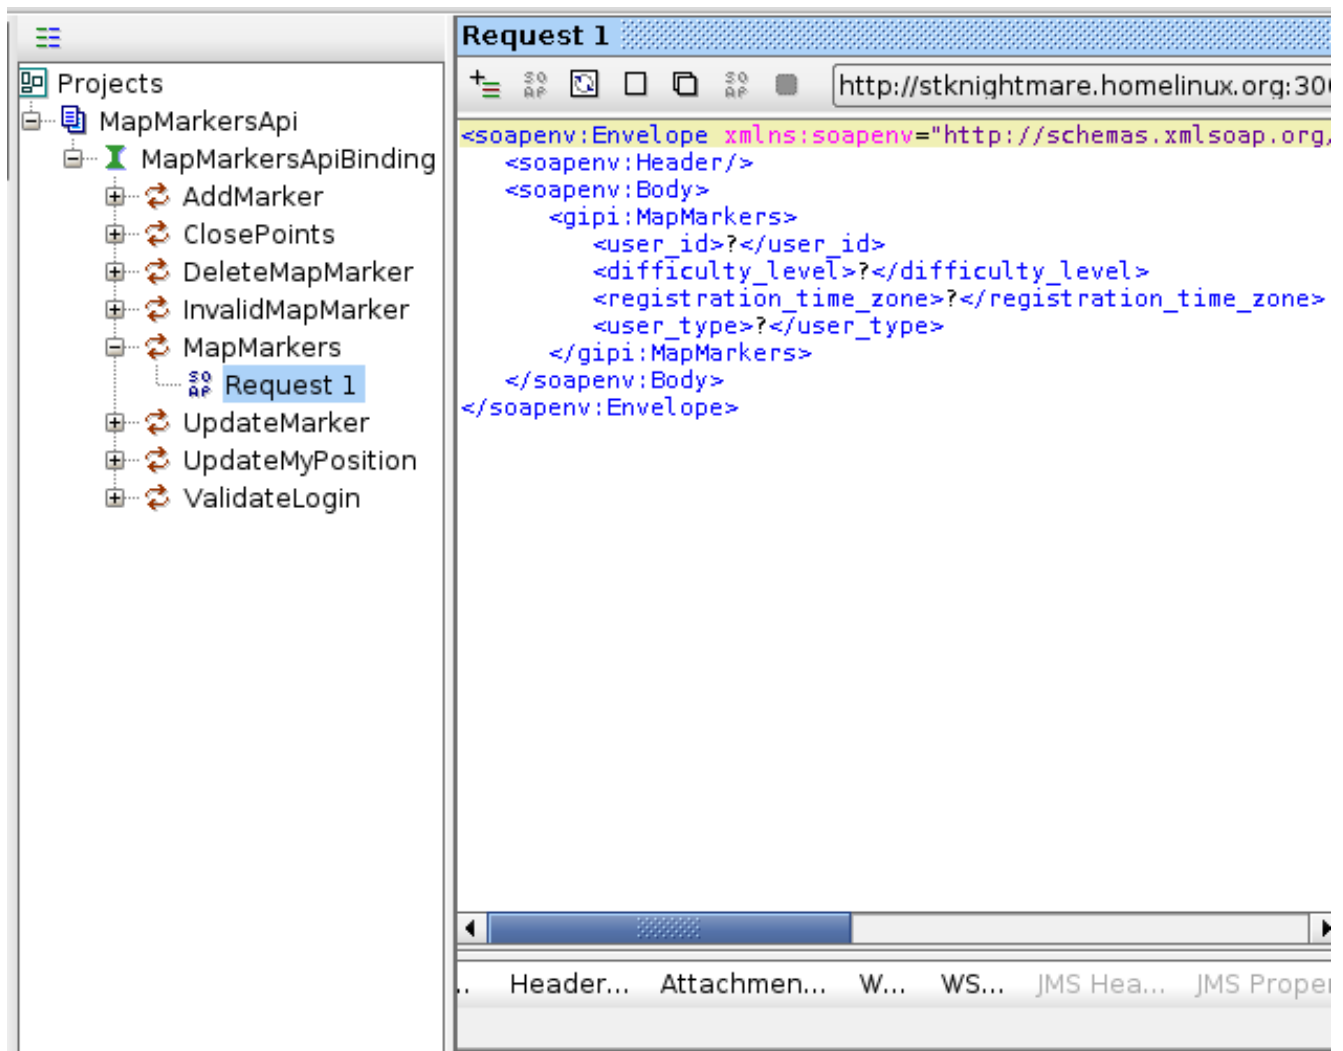 Projects
MapMarkersApi
MapMarkersApiBinding
AddMarker
ClosePoints
DeleteMapMarker
InvalidMapMarker
MapMarkers
Request 1
UpdateMarker
UpdateMyPosition
ValidateLogin
Request 1
http://stknightmare.homelinux.org:300
<soapenv:Envelope xmlns:soapenv="http://schemas.xmlsoap.org/
<soapenv:Header/>
<soapenv:Body>
<gipi:MapMarkers>
<user_id>?</user_id>
<difficulty_level>?</difficulty_level>
<registration_time_zone>?</registration_time_zone>
<user_type>?</user_type>
</gipi:MapMarkers>
</soapenv:Body>
</soapenv:Envelope>
.. Header... Attachmen... W... WS... JMS Hea... JMS Proper